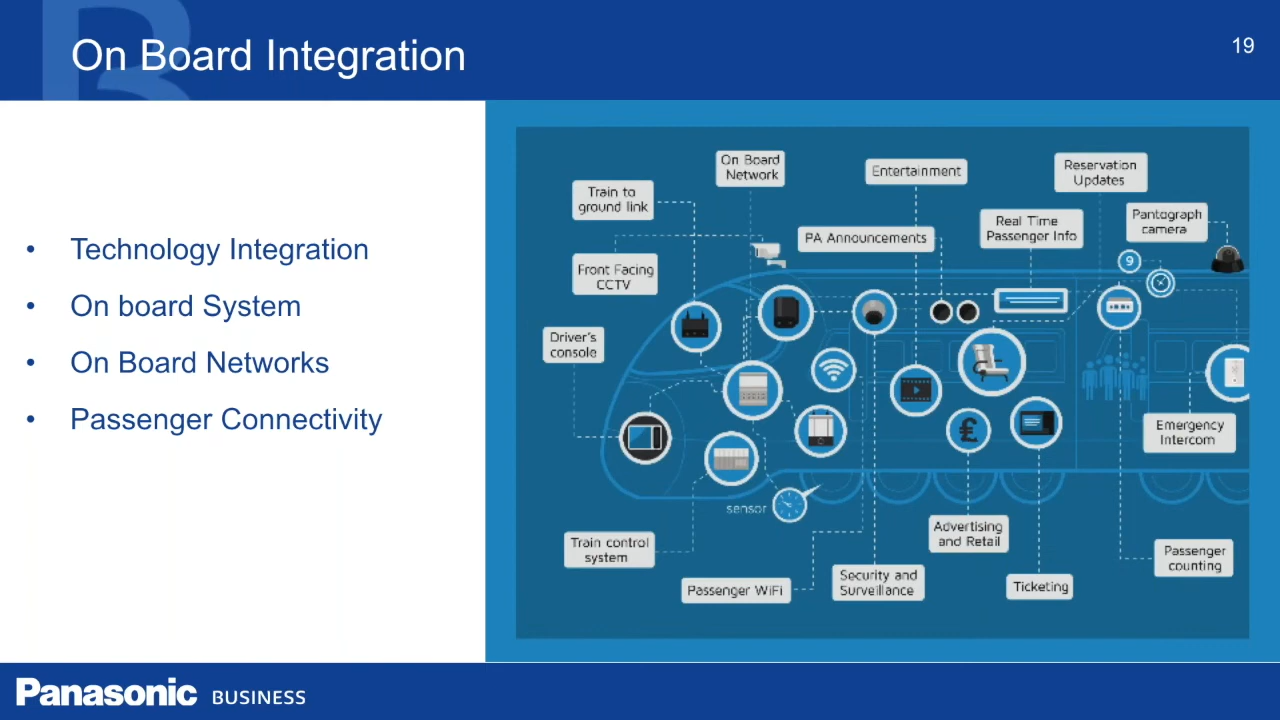 On Board Integration
19
• Technology Integration
• On board System
• On Board Networks
• Passenger Connectivity
On Board
Network
Entertainment
Reservation
Updates
Train to
ground link
Real Time
Passenger Info
Pantograph
camera
PA Announcements
Front Facing
CCTV
9
Driver's
console
£
Emergency
Intercom
sensor
Advertising
and Retail
Train control
system
Passenger
counting
Passenger WiFi
Security and
Surveillance
Ticketing
Panasonic BUSINESS